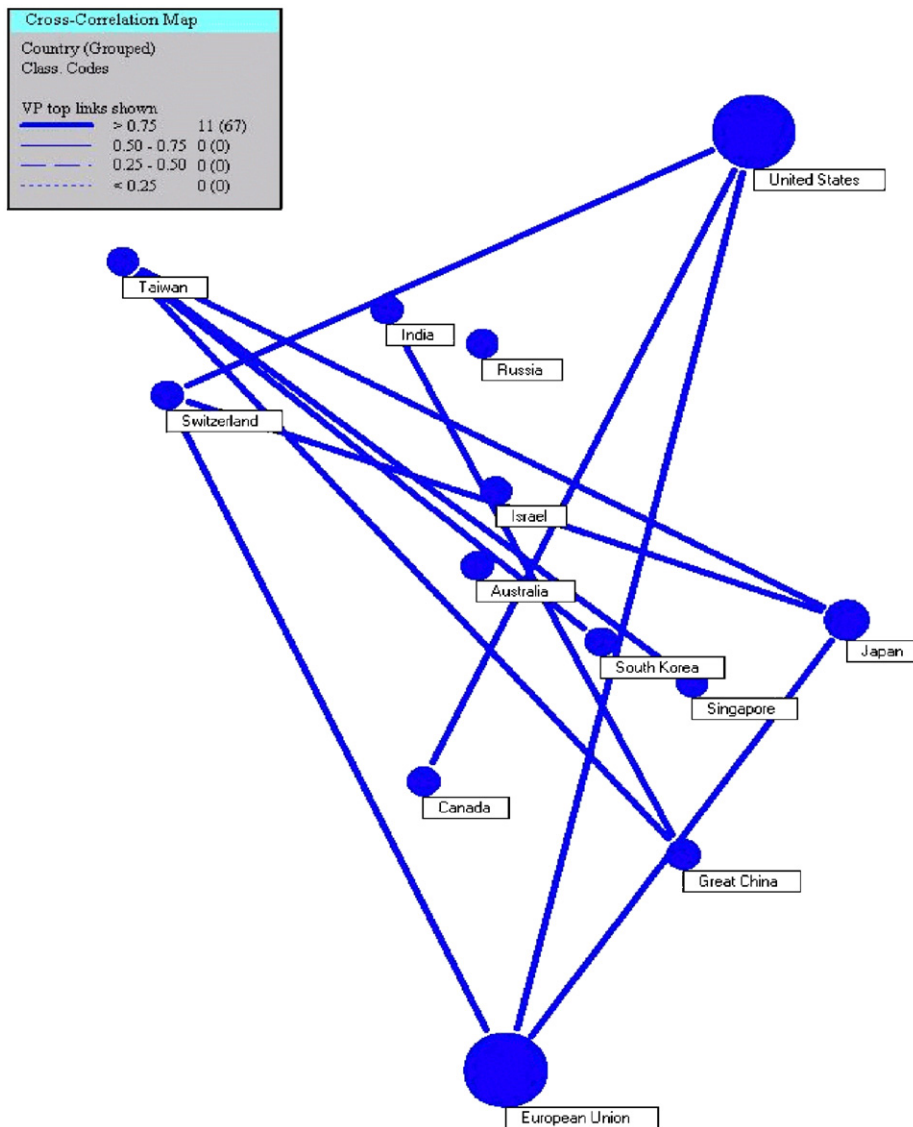 Cross-Correlation Map
Country (Grouped)
Class. Codes
VP top links shown
> 0.75 11 (67)
0.50 - 0.75 0 (0)
0.25 - 0.50 0 (0)
< 0.25 0 (0)
United States
Taiwan
India
Russia
Switzerland
Israel
Australia
South Korea
Japan
Singapore
Canada
Great China
European Union